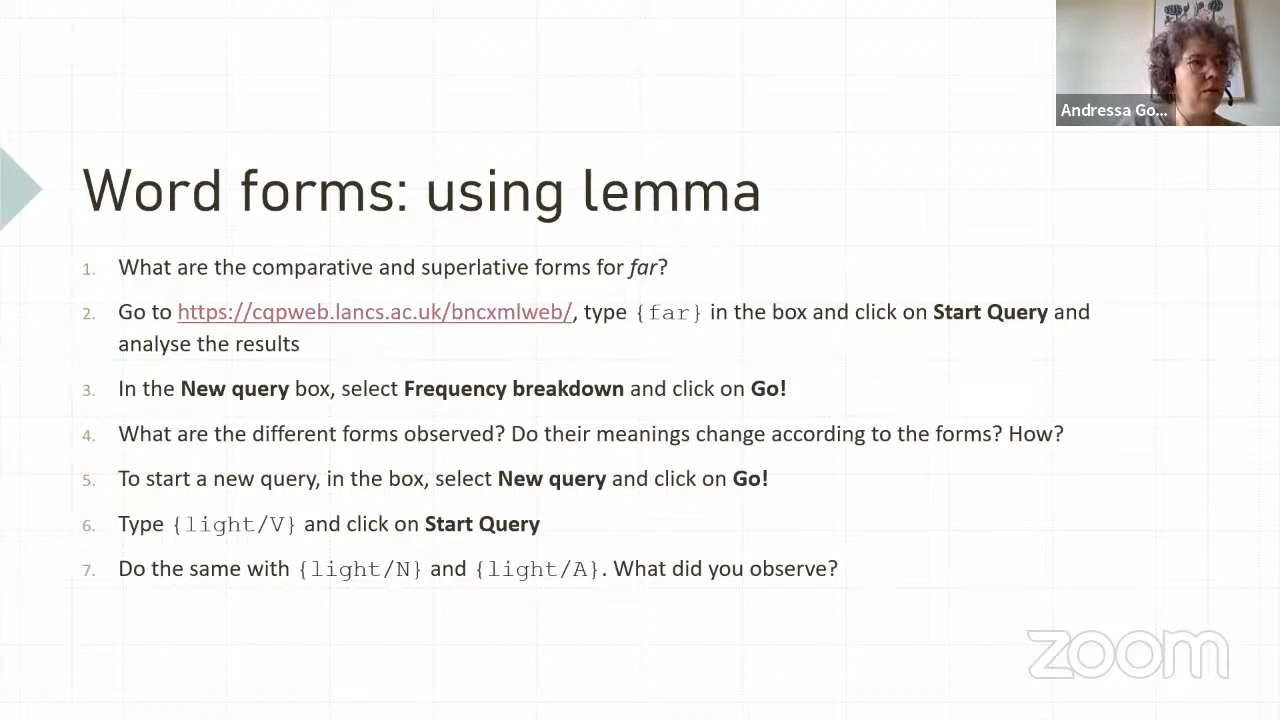 Andressa Go...
Word forms: using lemma
1. What are the comparative and superlative forms for far?
2. Go to https://cqpweb.lancs.ac.uk/bncxmlweb/, type {far} in the box and click on Start Query and
analyse the results
3. In the New query box, select Frequency breakdown and click on Go!
4. What are the different forms observed? Do their meanings change according to the forms? How?
5. To start a new query, in the box, select New query and click on Go!
6. Type {light/V} and click on Start Query
7. Do the same with {light/N} and {light/A}. What did you observe?
zoom